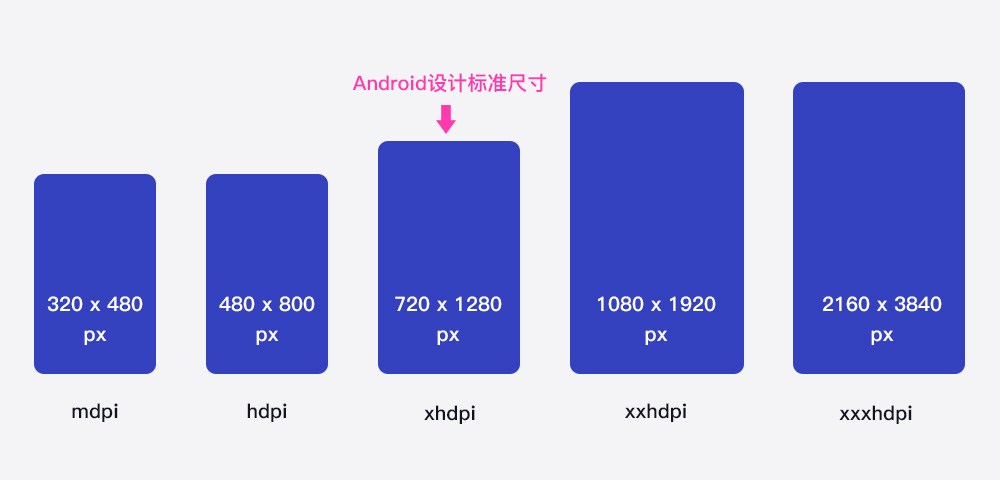 Android设计标准尺寸
320 x 480
px
480 x 800
px
720 x 1280
px
1080 x 1920
px
2160 x 3840
px
mdpi
hdpi
xhdpi
xxhdpi
xxxhdpi